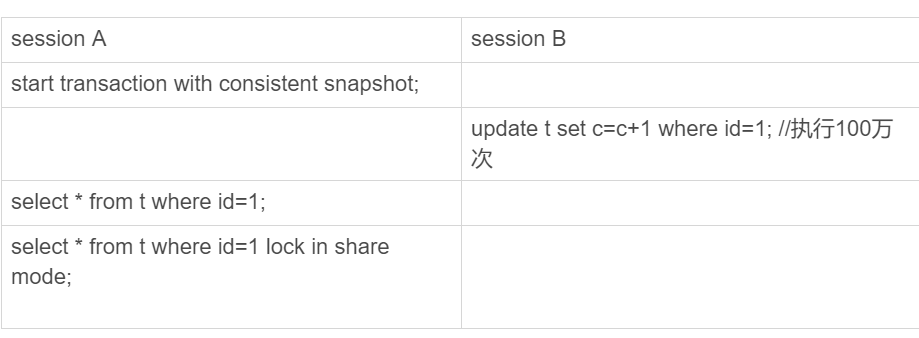 session A
session B
start transaction with consistent snapshot;
update t set c=c+1 where id=1; //执行100万
次
select * from t where id=1;
select * from t where id=1 lock in share
mode;